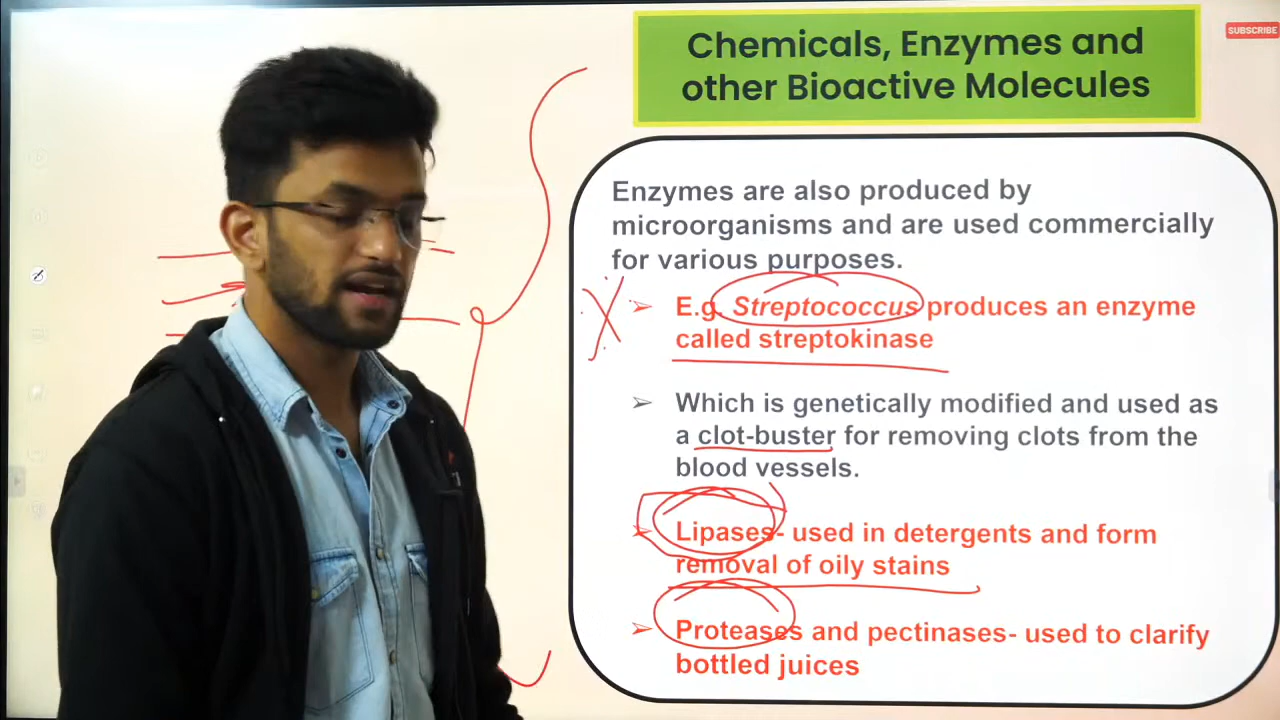 SUBSCRIBE
Chemicals, Enzymes and
other Bioactive Molecules
Enzymes are also produced by
microorganisms and are used commercially
for various purposes.
➢ E.g. Streptococcus produces an enzyme
called streptokinase
➢ Which is genetically modified and used as
a clot-buster for removing clots from the
blood vessels.
➢ Lipases- used in detergents and form
removal of oily stains
➢ Proteases and pectinases- used to clarify
bottled juices